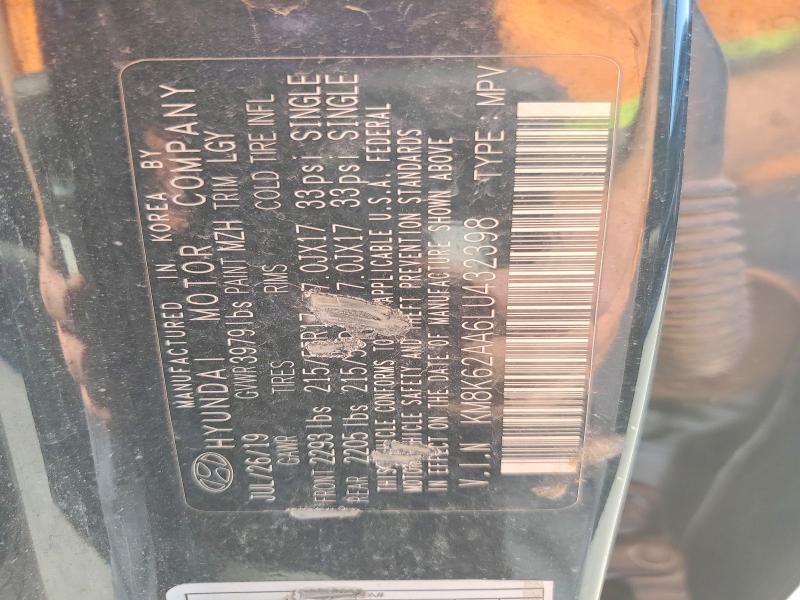 MANUFACTURED IN KOREA BY
HYUNDAI MOTOR COMPANY
JUL/26/19 GVWR 3979 lbs PAINT MZH TRIM LGY
GAWR TIRES RMS COLD TIRE INFL
FRONT 2293 lbs 215/55R17 7.0JX17 33psi SINGLE
REAR 2205 lbs 215/ 7.0JX17 33psi SINGLE
THIS VEHICLE CONFORMS TO APPLICABLE U.S.A. FEDERAL
MOTOR VEHICLE SAFETY AND THEFT PREVENTION STANDARDS
IN EFFECT ON THE DATE OF MANUFACTURE SHOWN ABOVE
V.I.N KM8K62AA6LU432398 TYPE : MPV